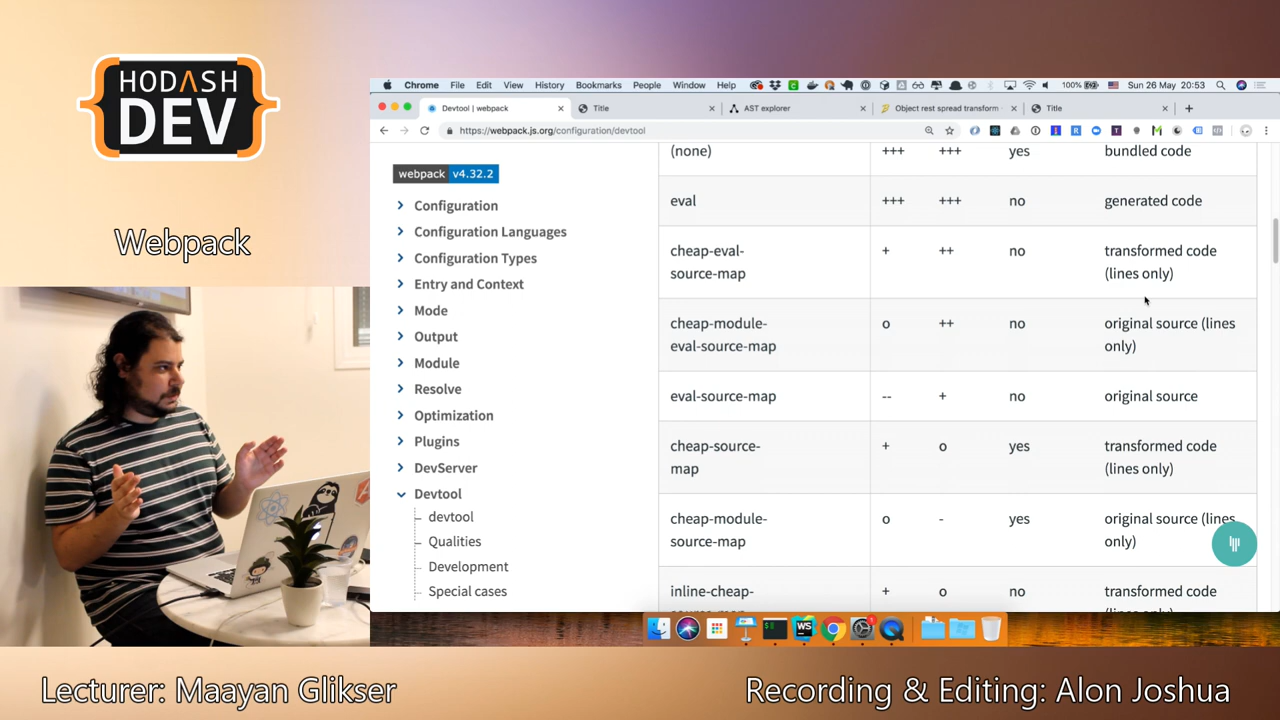 HODASH
DEV
Webpack
Chrome File Edit View History Bookmarks People Window Help
100% Sun 26 May 20:53
Devtool | webpack
Title
AST explorer
Object rest spread transform
Title
https://webpack.js.org/configuration/devtool
webpack v4.32.2
Configuration
Configuration Languages
Configuration Types
Entry and Context
Mode
Output
Module
Resolve
Optimization
Plugins
DevServer
Devtool
devtool
Qualities
Development
Special cases
(none) +++ +++ yes bundled code
eval +++ +++ no generated code
cheap-eval- + ++ no transformed code
source-map (lines only)
cheap-module- o ++ no original source (lines
eval-source-map only)
eval-source-map -- + no original source
cheap-source- + o yes transformed code
map (lines only)
cheap-module- o - yes original source (lines
source-map only)
inline-cheap- + o no transformed code
source-map (lines only)
Lecturer: Maayan Glikser
Recording & Editing: Alon Joshua